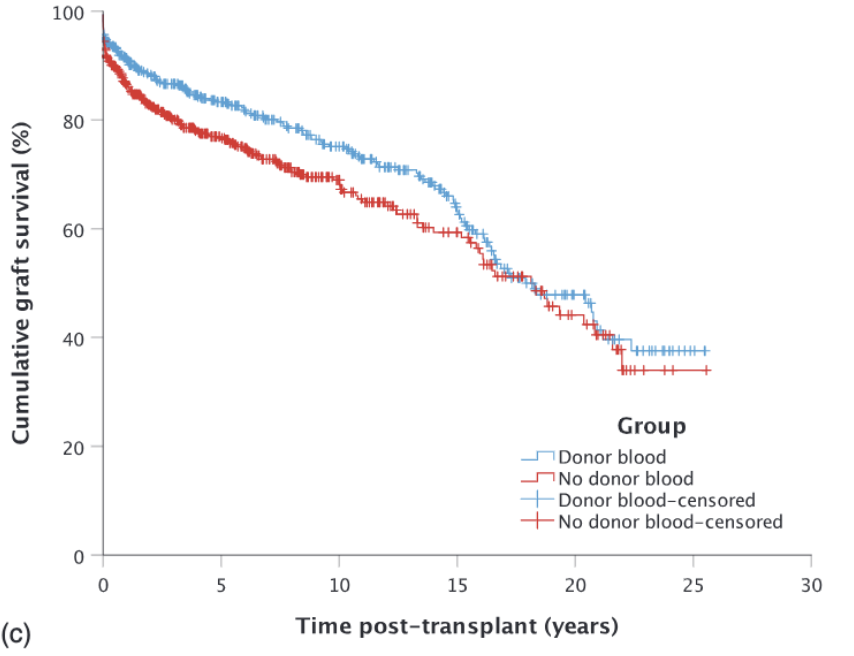 100
80
60
40
20
0
Cumulative graft survival (%)
Group
Donor blood
No donor blood
Donor blood–censored
No donor blood–censored
0 5 10 15 20 25 30
Time post–transplant (years)
(c)